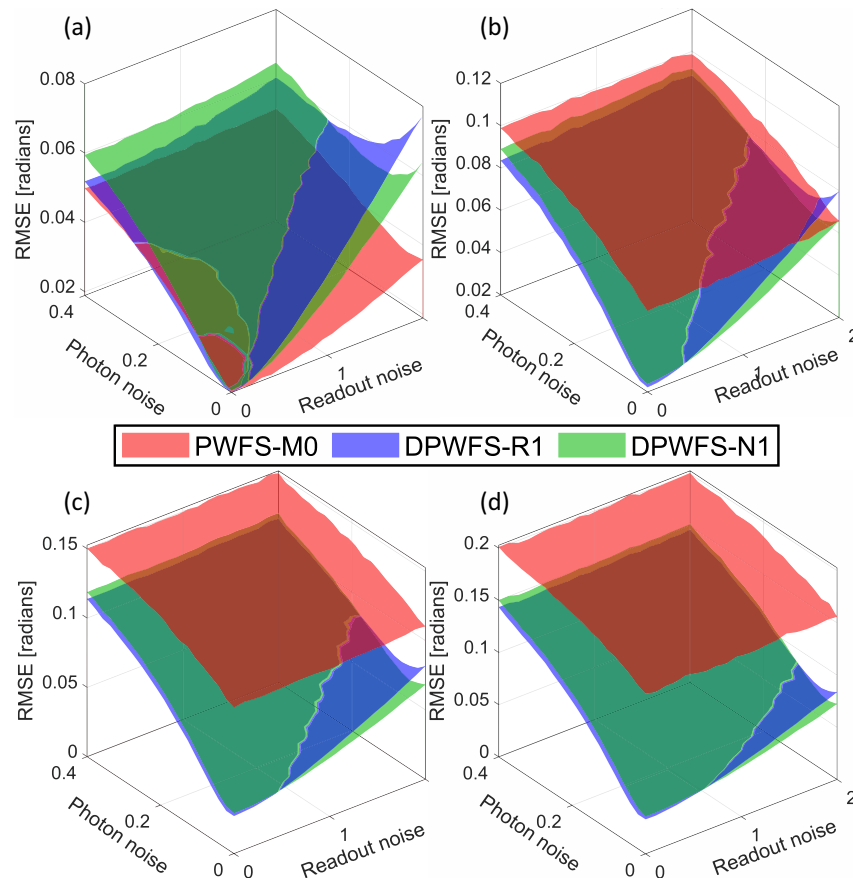 (a)
0.08
0.06
0.04
0.02
0.4
0.2
0
0
1
RMSE [radians]
Photon noise
Readout noise
(b)
0.12
0.1
0.08
0.06
0.04
0.02
0.4
0.2
0
0
1
2
RMSE [radians]
Photon noise
Readout noise
PWFS-M0 DPWFS-R1 DPWFS-N1
(c)
0.15
0.1
0.05
0
0.4
0.2
0
0
1
RMSE [radians]
Photon noise
Readout noise
(d)
0.2
0.15
0.1
0.05
0
0.4
0.2
0
0
1
2
RMSE [radians]
Photon noise
Readout noise